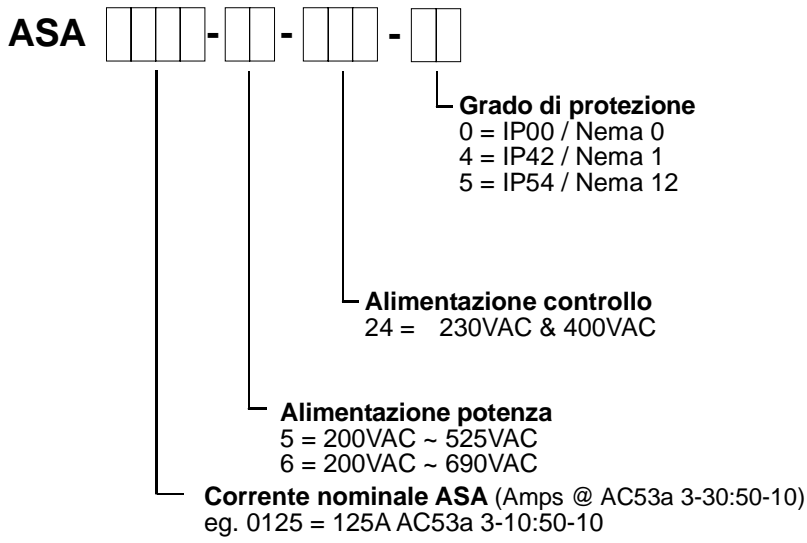 ASA - - -
Grado di protezione
0 = IP00 / Nema 0
4 = IP42 / Nema 1
5 = IP54 / Nema 12
Alimentazione controllo
24 = 230VAC & 400VAC
Alimentazione potenza
5 = 200VAC ~ 525VAC
6 = 200VAC ~ 690VAC
Corrente nominale ASA (Amps @ AC53a 3-30:50-10)
eg. 0125 = 125A AC53a 3-10:50-10